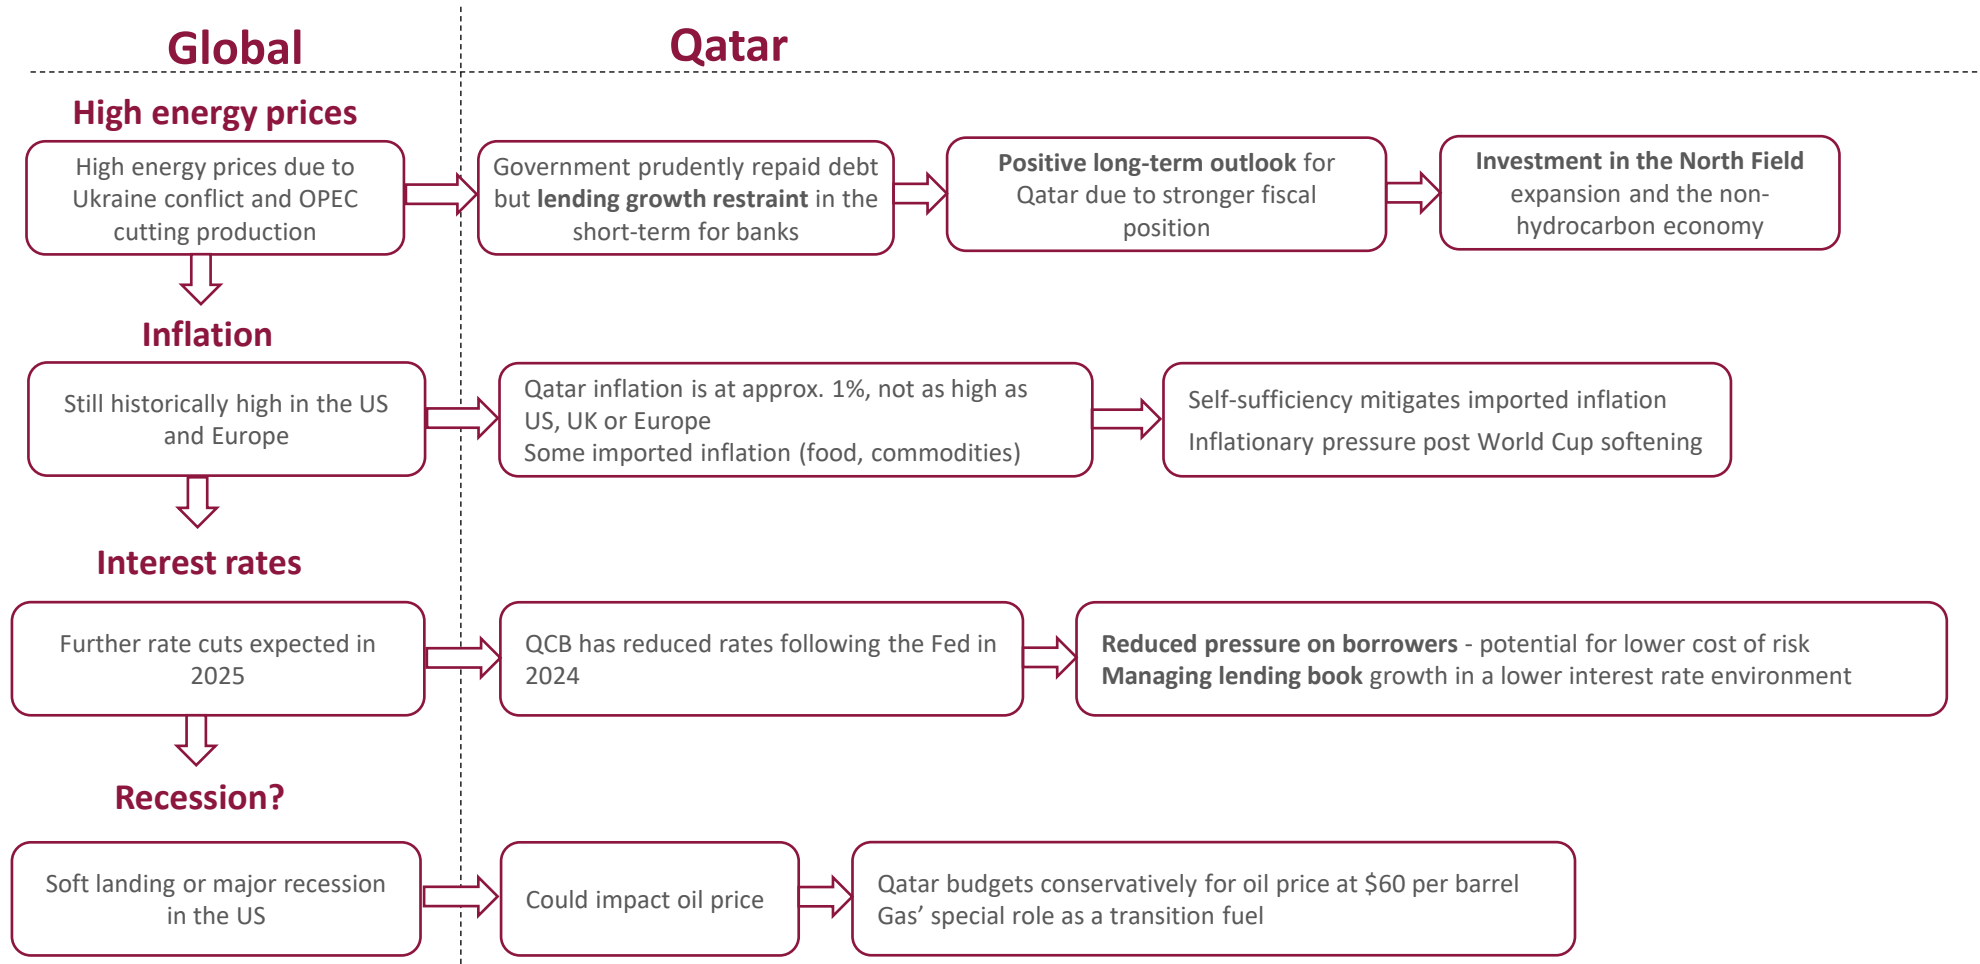 Global
Qatar
High energy prices
High energy prices due to
Ukraine conflict and OPEC
cutting production
Government prudently repaid debt
but lending growth restraint in the
short-term for banks
Positive long-term outlook for
Qatar due to stronger fiscal
position
Investment in the North Field
expansion and the non-
hydrocarbon economy
Inflation
Still historically high in the US
and Europe
Qatar inflation is at approx. 1%, not as high as
US, UK or Europe
Some imported inflation (food, commodities)
Self-sufficiency mitigates imported inflation
Inflationary pressure post World Cup softening
Interest rates
Further rate cuts expected in
2025
QCB has reduced rates following the Fed in
2024
Reduced pressure on borrowers - potential for lower cost of risk
Managing lending book growth in a lower interest rate environment
Recession?
Soft landing or major recession
in the US
Could impact oil price
Qatar budgets conservatively for oil price at $60 per barrel
Gas’ special role as a transition fuel